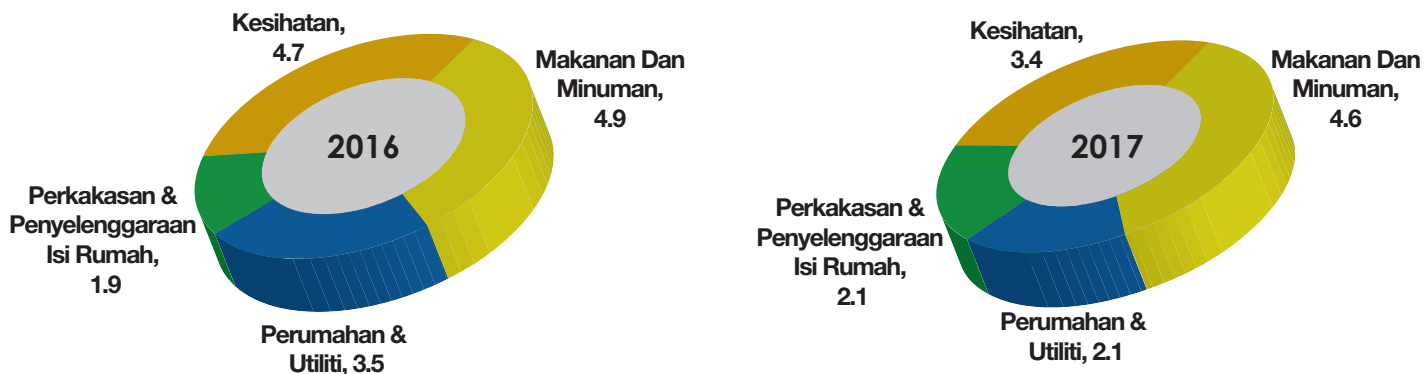 Kesihatan,
4.7
Makanan Dan
Minuman,
4.9
2016
Perkakasan &
Penyelenggaraan
Isi Rumah,
1.9
Perumahan &
Utiliti, 3.5
Kesihatan,
3.4
Makanan Dan
Minuman,
4.6
2017
Perkakasan &
Penyelenggaraan
Isi Rumah,
2.1
Perumahan &
Utiliti, 2.1